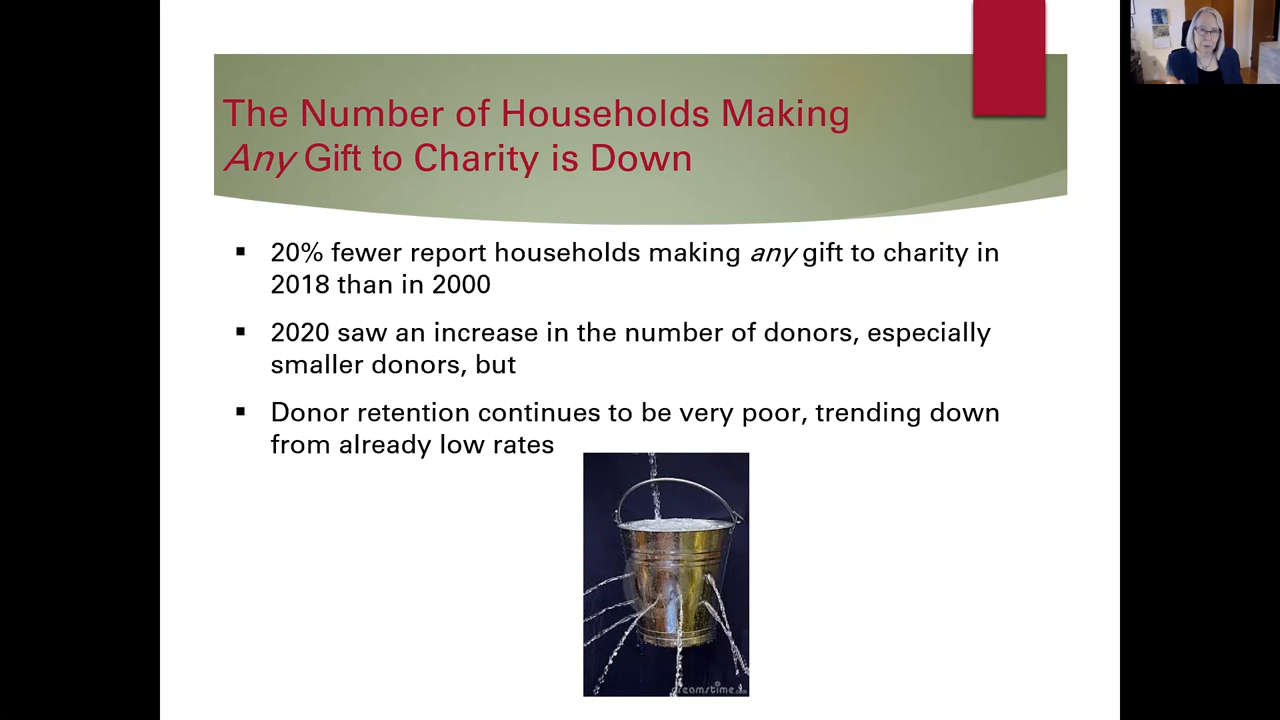 The Number of Households Making
Any Gift to Charity is Down
▪ 20% fewer report households making any gift to charity in
2018 than in 2000
▪ 2020 saw an increase in the number of donors, especially
smaller donors, but
▪ Donor retention continues to be very poor, trending down
from already low rates
dreamstime.com